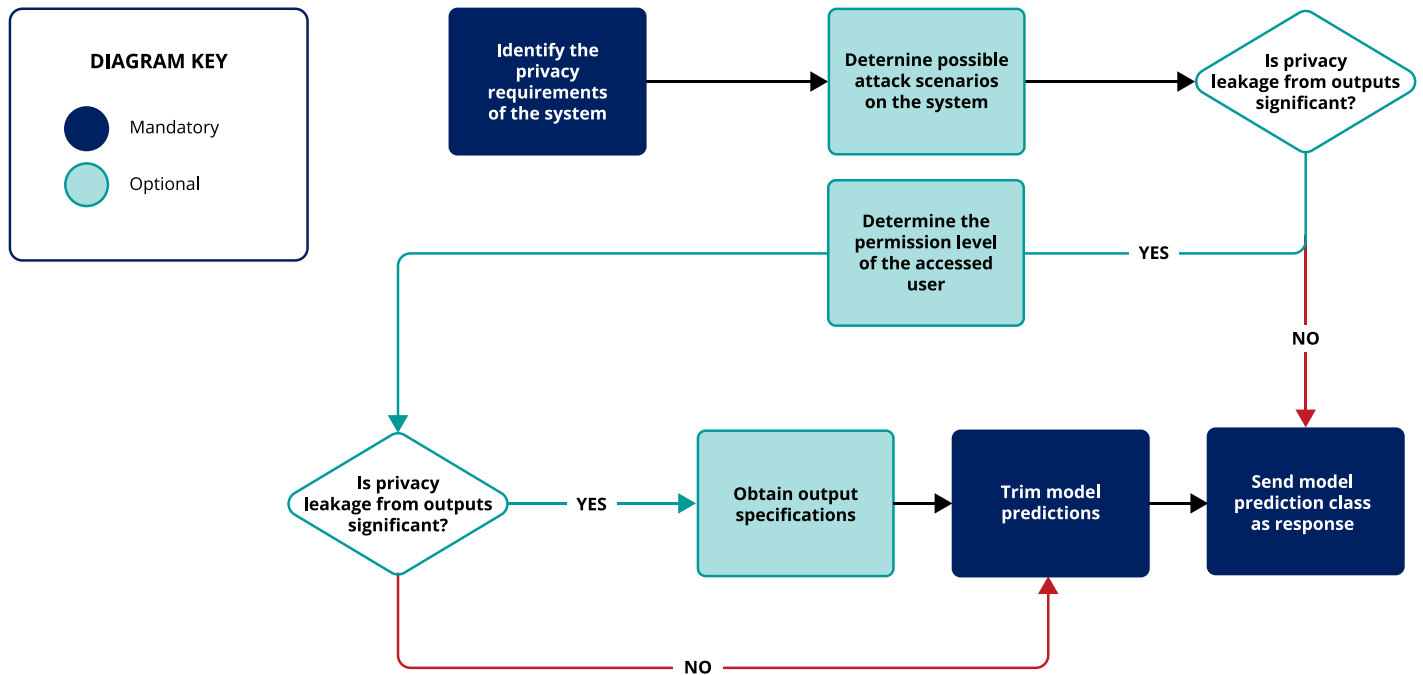 DIAGRAM KEY
Mandatory
Optional
Identify the
privacy
requirements
of the system
Deternine possible
attack scenarios
on the system
Is privacy
leakage from outputs
significant?
Determine the
permission level
of the accessed
user
YES
NO
Is privacy
leakage from outputs
significant?
YES
Obtain output
specifications
Trim model
predictions
Send model
prediction class
as response
NO